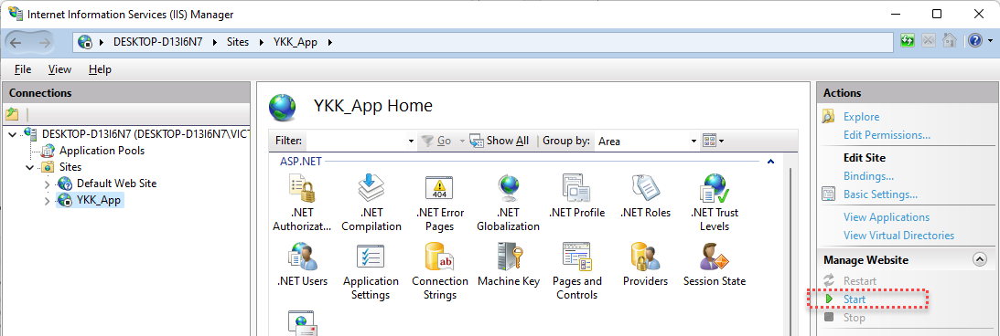 Internet Information Services (IIS) Manager
DESKTOP-D13I6N7 Sites YKK_App
File View Help
Connections
DESKTOP-D13I6N7 (DESKTOP-D13I6N7\VICT
Application Pools
Sites
Default Web Site
YKK_App
YKK_App Home
Filter: Go Show All Group by: Area
ASP.NET
.NET Authorizat...
.NET Compilation
.NET Error Pages
.NET Globalization
.NET Profile
.NET Roles
.NET Trust Levels
.NET Users
Application Settings
Connection Strings
Machine Key
Pages and Controls
Providers
Session State
404
ab
Actions
Explore
Edit Permissions...
Edit Site
Bindings...
Basic Settings...
View Applications
View Virtual Directories
Manage Website
Restart
Start
Stop